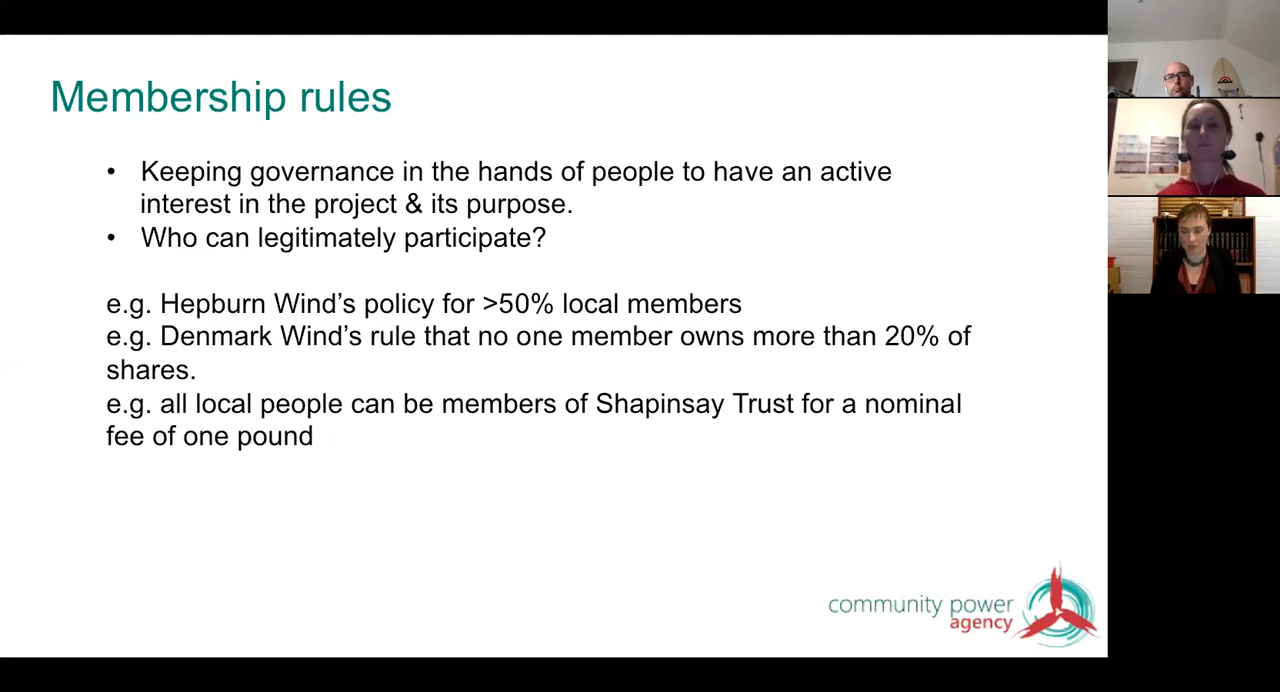 Membership rules
• Keeping governance in the hands of people to have an active
interest in the project & its purpose.
• Who can legitimately participate?
e.g. Hepburn Wind’s policy for >50% local members
e.g. Denmark Wind’s rule that no one member owns more than 20% of
shares.
e.g. all local people can be members of Shapinsay Trust for a nominal
fee of one pound
community power
agency